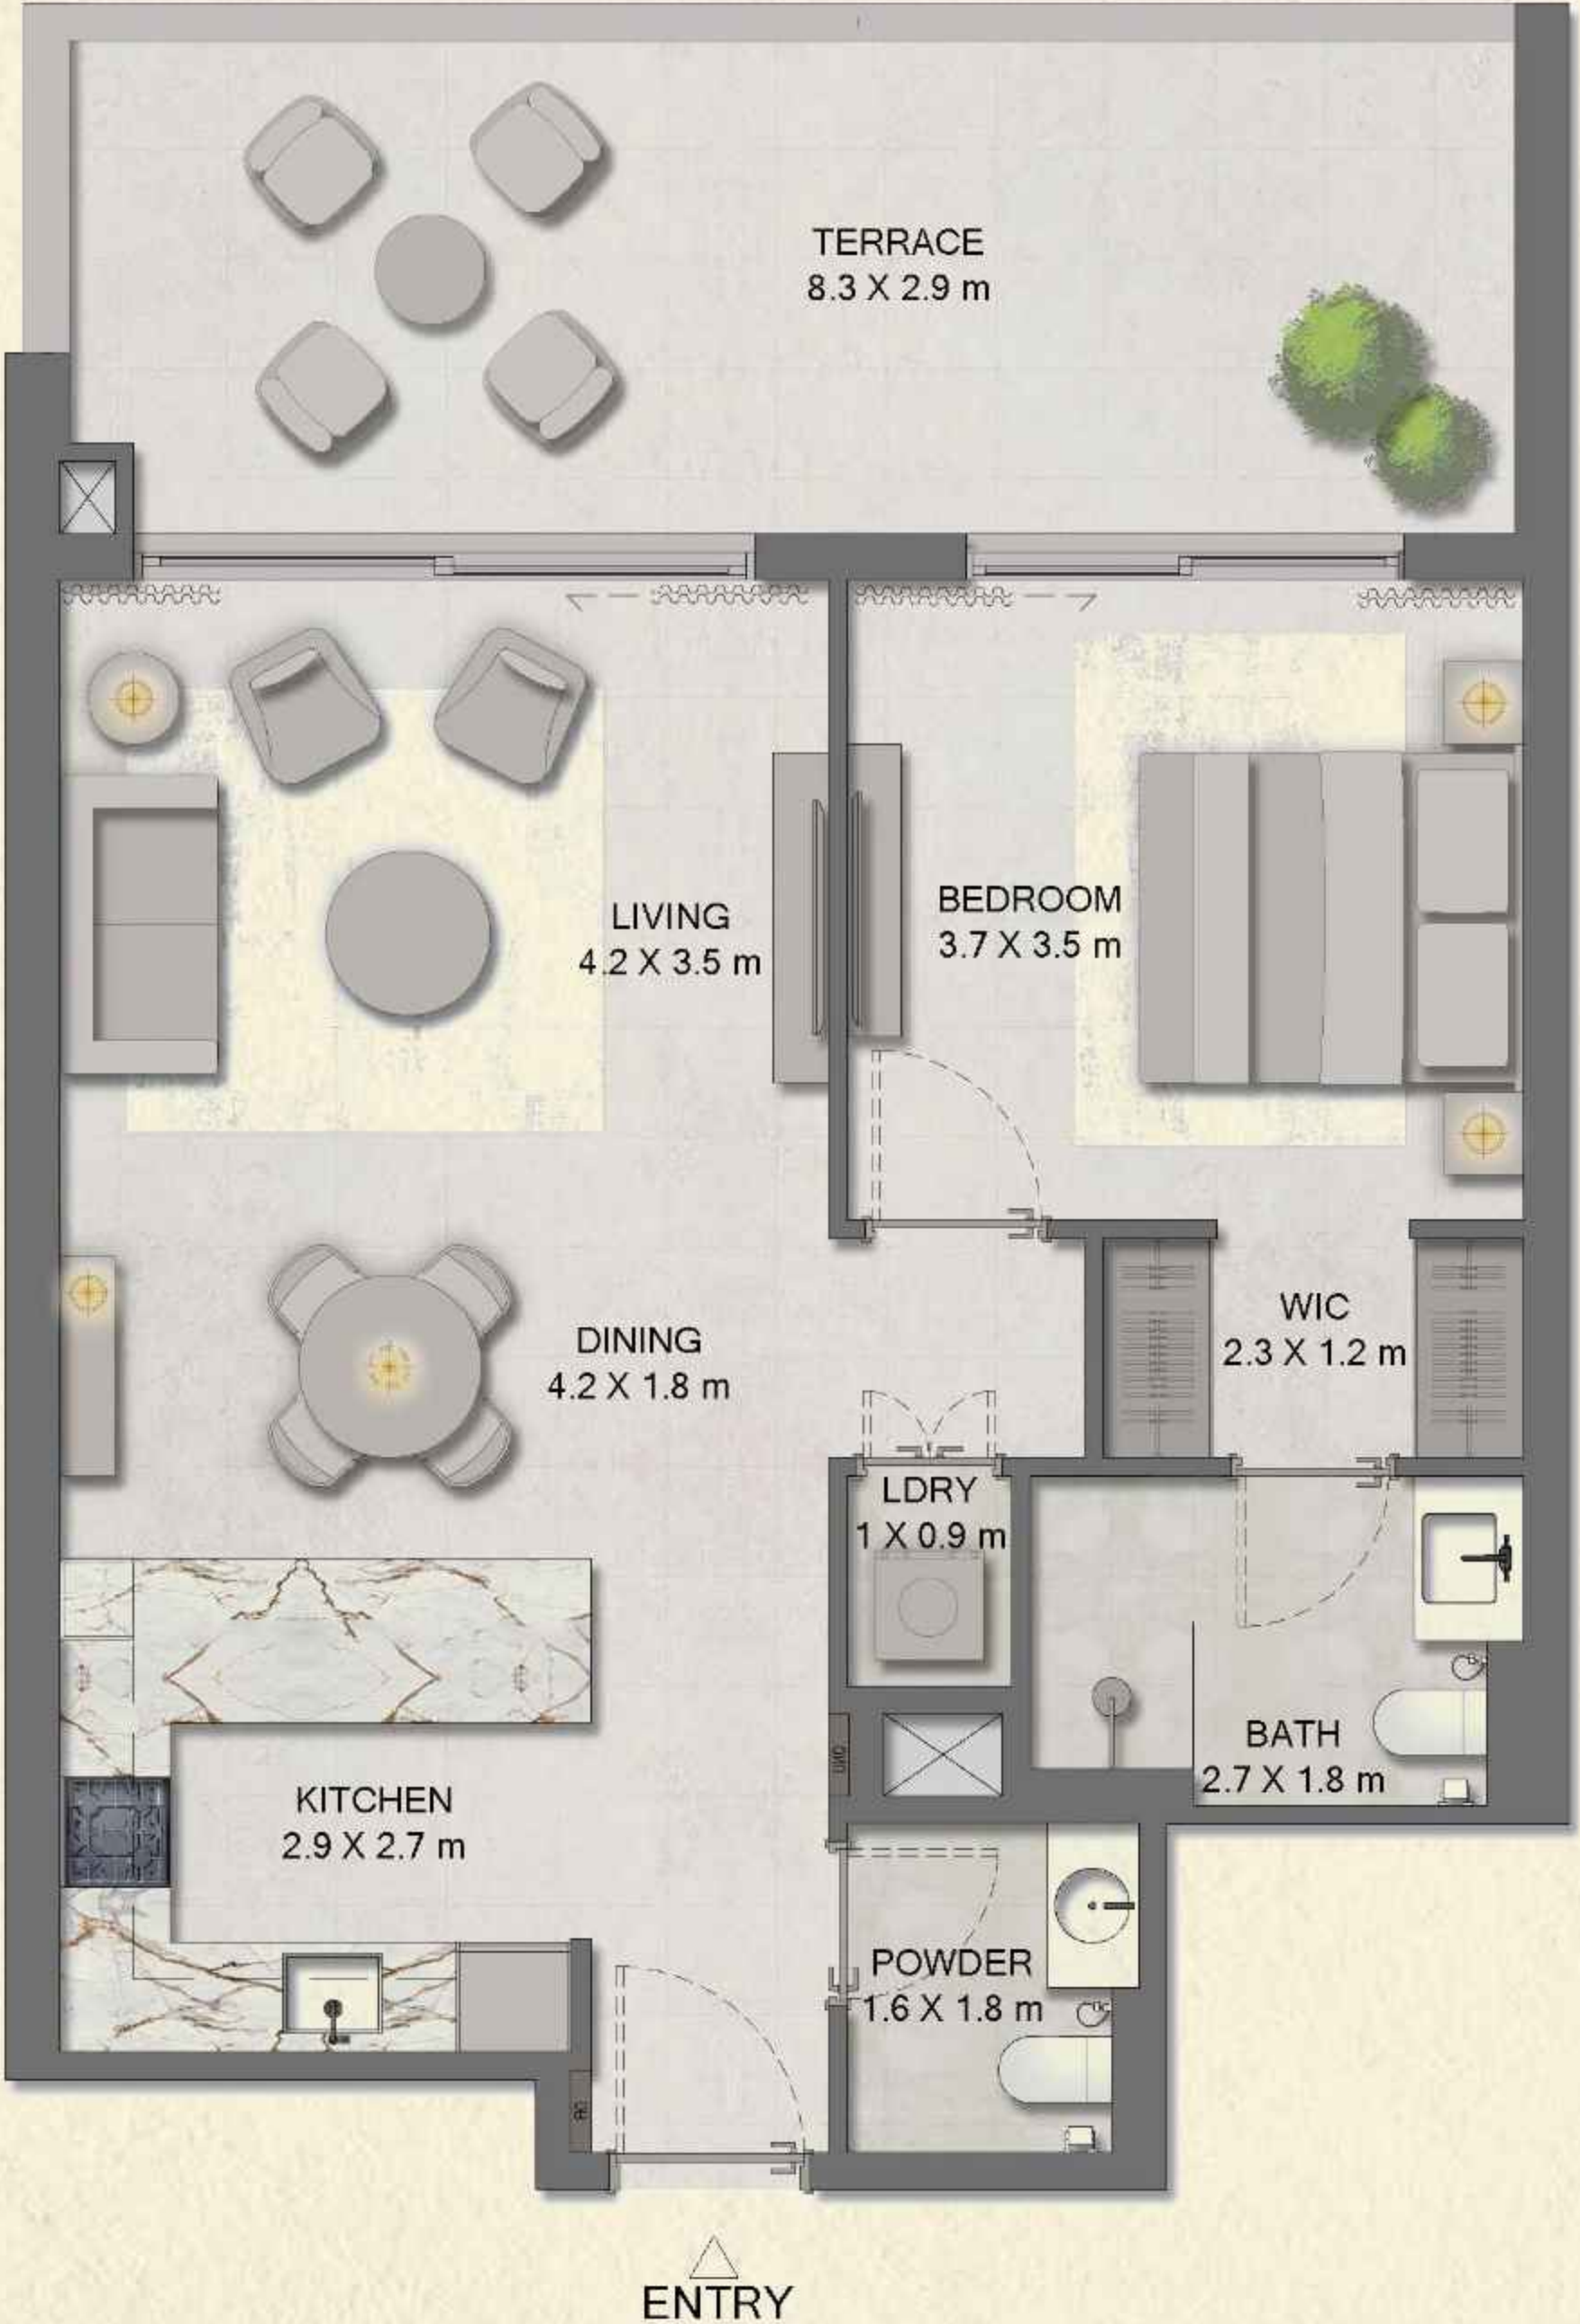 TERRACE
8.3 X 2.9 m
LIVING
4.2 X 3.5 m
BEDROOM
3.7 X 3.5 m
DINING
4.2 X 1.8 m
WIC
2.3 X 1.2 m
LDRY
1 X 0.9 m
KITCHEN
2.9 X 2.7 m
BATH
2.7 X 1.8 m
POWDER
1.6 X 1.8 m
DB
ENTRY